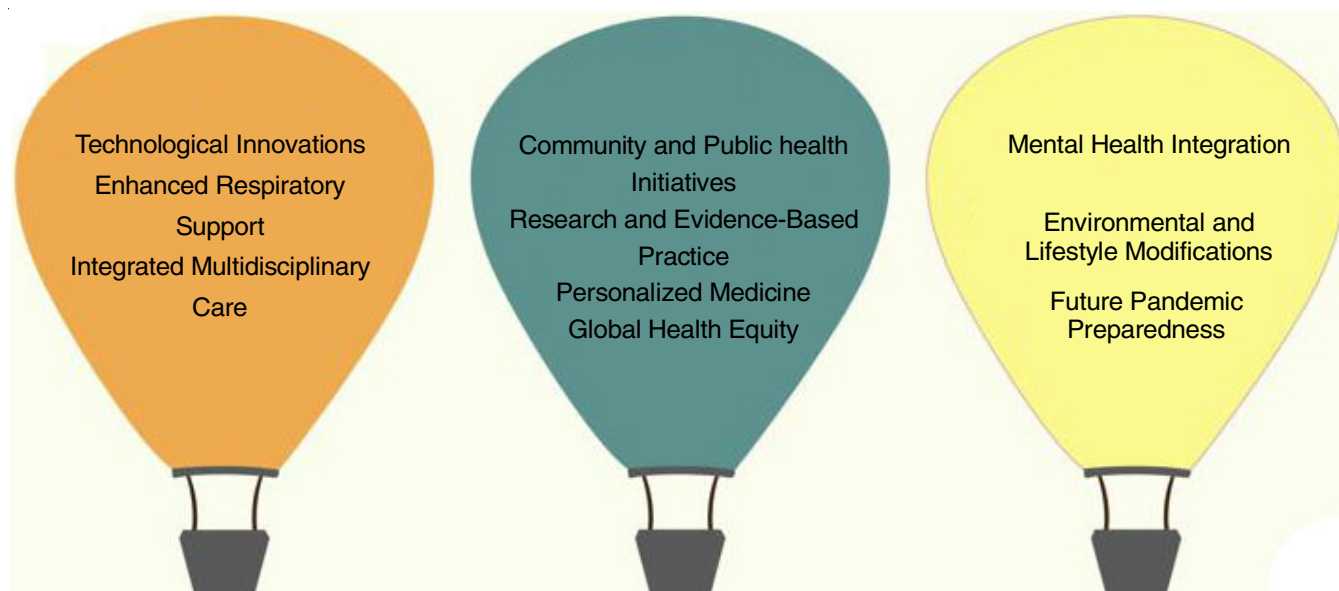 Technological Innovations
Enhanced Respiratory
Support
Integrated Multidisciplinary
Care
Community and Public health
Initiatives
Research and Evidence-Based
Practice
Personalized Medicine
Global Health Equity
Mental Health Integration
Environmental and
Lifestyle Modifications
Future Pandemic
Preparedness